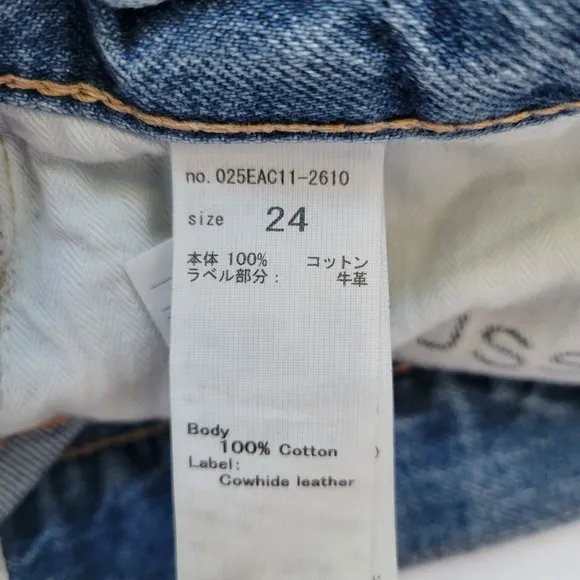 no. 025EAC11-2610
size 24
本体 100% コットン
ラベル部分: 牛革
Body
100% Cotton
Label:
Cowhide leather